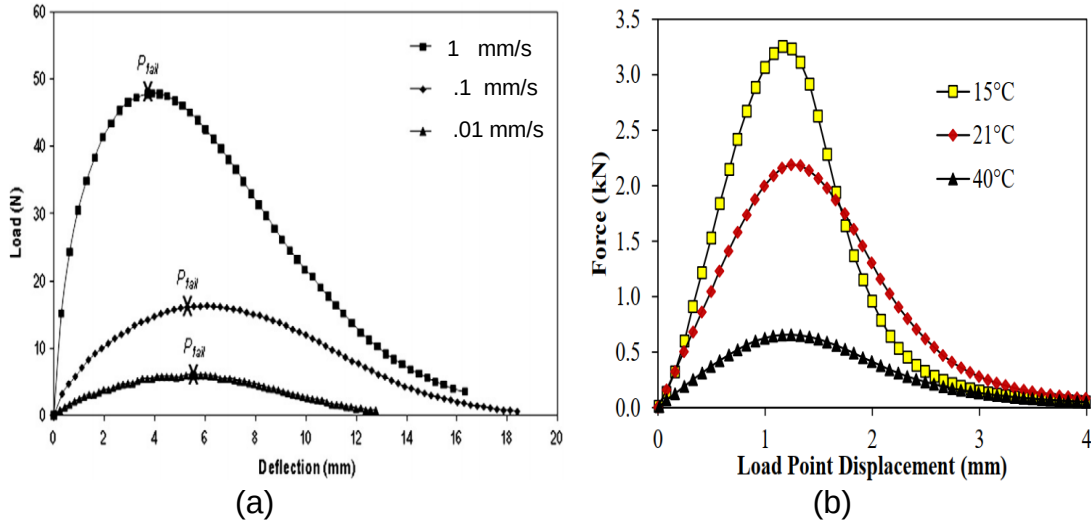 60
50
40
30
20
10
0
Load (N)
P fail
P fail
P fail
1 mm/s
.1 mm/s
.01 mm/s
0 2 4 6 8 10 12 14 16 18 20
Deflection (mm)
(a)
3.5
3.0
2.5
2.0
1.5
1.0
0.5
0.0
Force (kN)
15°C
21°C
40°C
0 1 2 3 4
Load Point Displacement (mm)
(b)